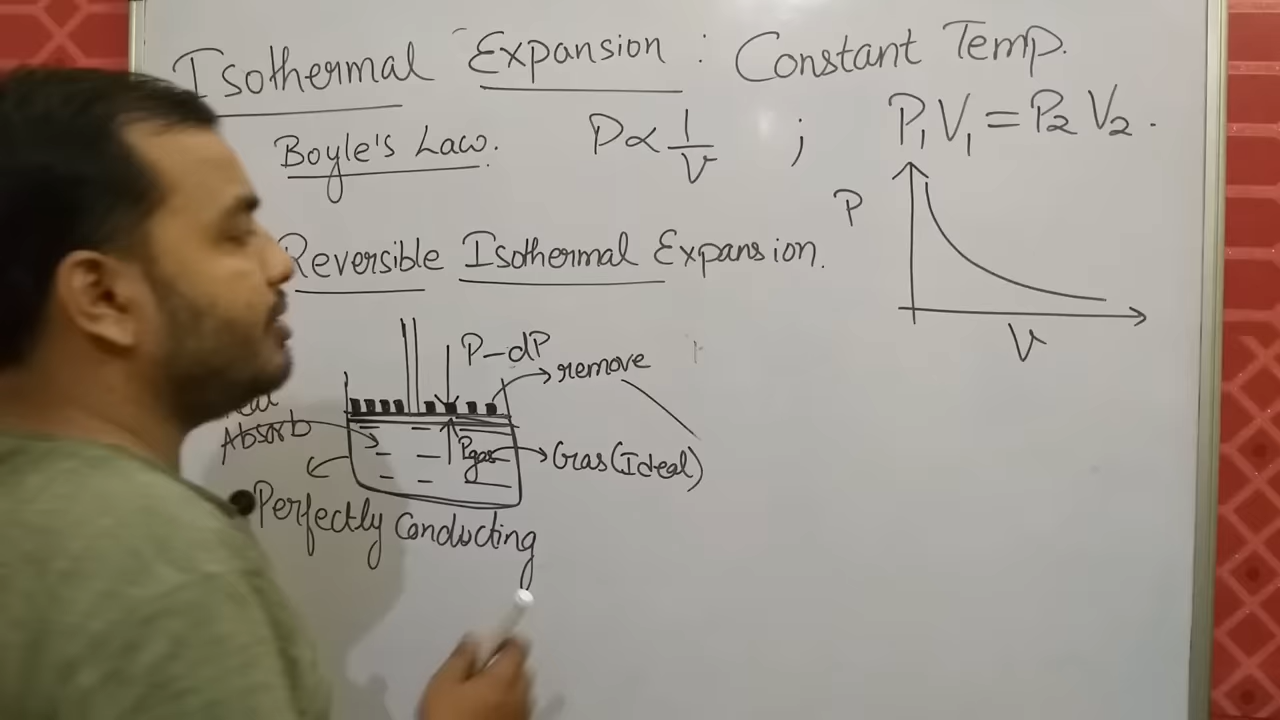 Isothermal Expansion : Constant Temp.
Boyle's Law. P∝1/V ; P₁V₁ = P₂V₂.
P
Reversible Isothermal Expansion.
V
P-dP
remove
Absorb
Pgas
Gas(Ideal)
Perfectly Conducting